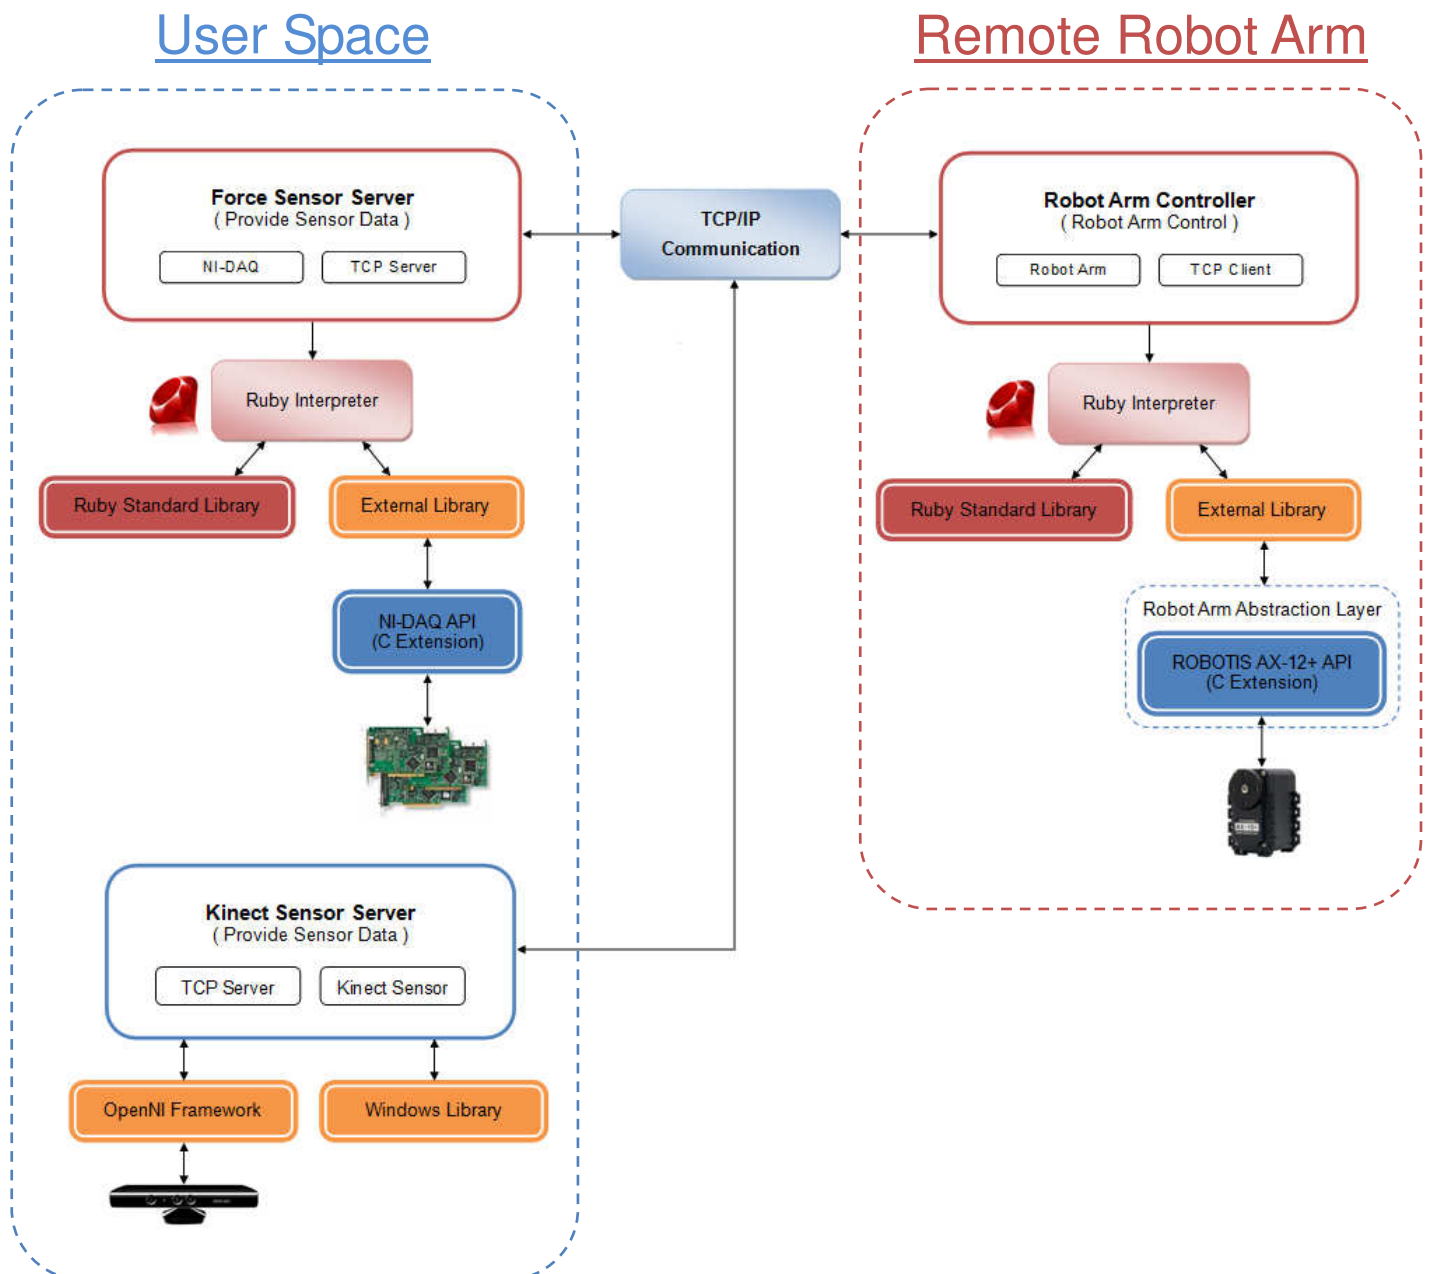 User Space
Remote Robot Arm
Force Sensor Server
( Provide Sensor Data )
NI-DAQ
TCP Server
TCP/IP
Communication
Robot Arm Controller
( Robot Arm Control )
Robot Arm
TCP Client
Ruby Interpreter
Ruby Standard Library
External Library
NI-DAQ API
(C Extension)
Ruby Interpreter
Ruby Standard Library
External Library
Robot Arm Abstraction Layer
ROBOTIS AX-12+ API
(C Extension)
AX-12+
Kinect Sensor Server
( Provide Sensor Data )
TCP Server
Kinect Sensor
OpenNI Framework
Windows Library